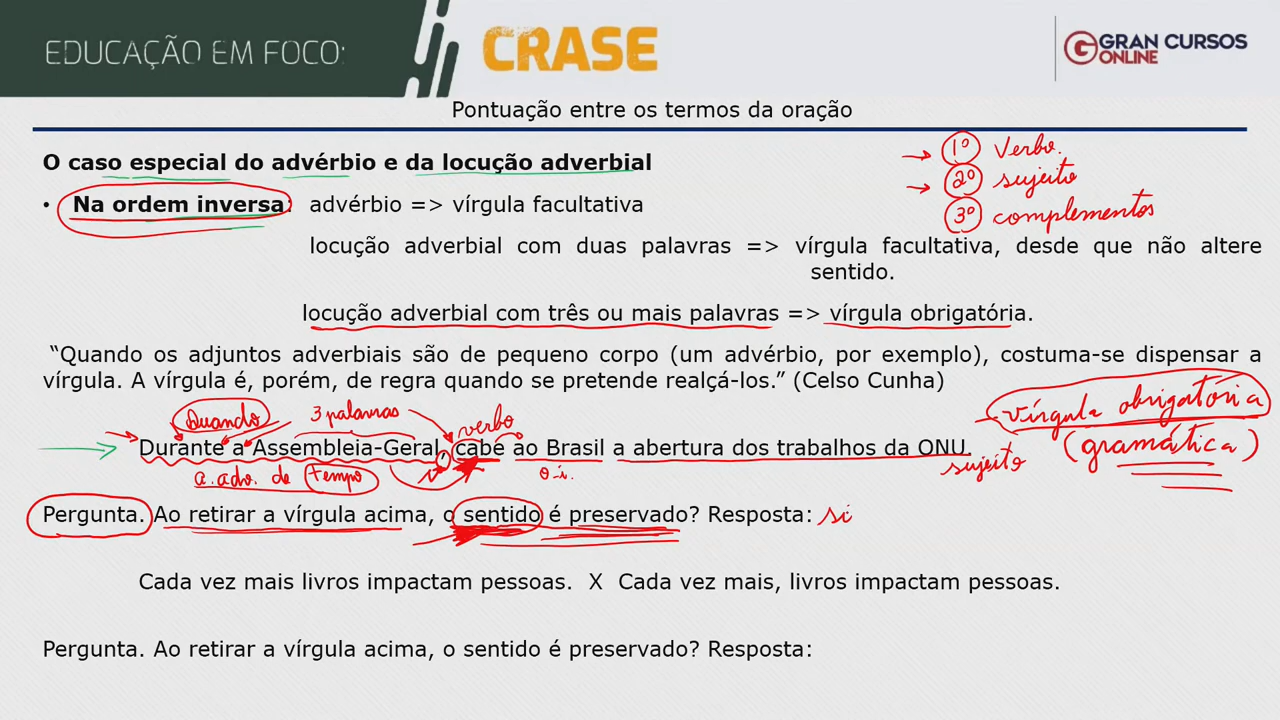 EDUCAÇÃO EM FOCO:
CRASE
GRAN CURSOS
ONLINE
Pontuação entre os termos da oração
O caso especial do advérbio e da locução adverbial
1º Verbo.
2º sujeito
3º complementos
• Na ordem inversa: advérbio => vírgula facultativa
locução adverbial com duas palavras => vírgula facultativa, desde que não altere
sentido.
locução adverbial com três ou mais palavras => vírgula obrigatória.
“Quando os adjuntos adverbiais são de pequeno corpo (um advérbio, por exemplo), costuma-se dispensar a
vírgula. A vírgula é, porém, de regra quando se pretende realçá-los.” (Celso Cunha)
Quando 3 palavras verbo
vírgula obrigatória
(gramática)
Durante a Assembleia-Geral, cabe ao Brasil a abertura dos trabalhos da ONU.
a. adv. de tempo o.i. sujeito
Pergunta. Ao retirar a vírgula acima, o sentido é preservado? Resposta: si
Cada vez mais livros impactam pessoas. X Cada vez mais, livros impactam pessoas.
Pergunta. Ao retirar a vírgula acima, o sentido é preservado? Resposta: